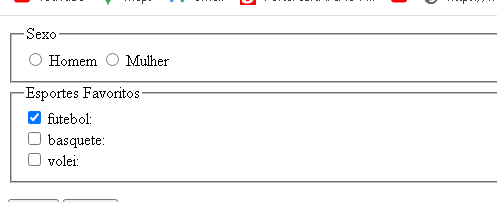 Sexo
Homem Mulher
Esportes Favoritos
futebol:
basquete:
volei: